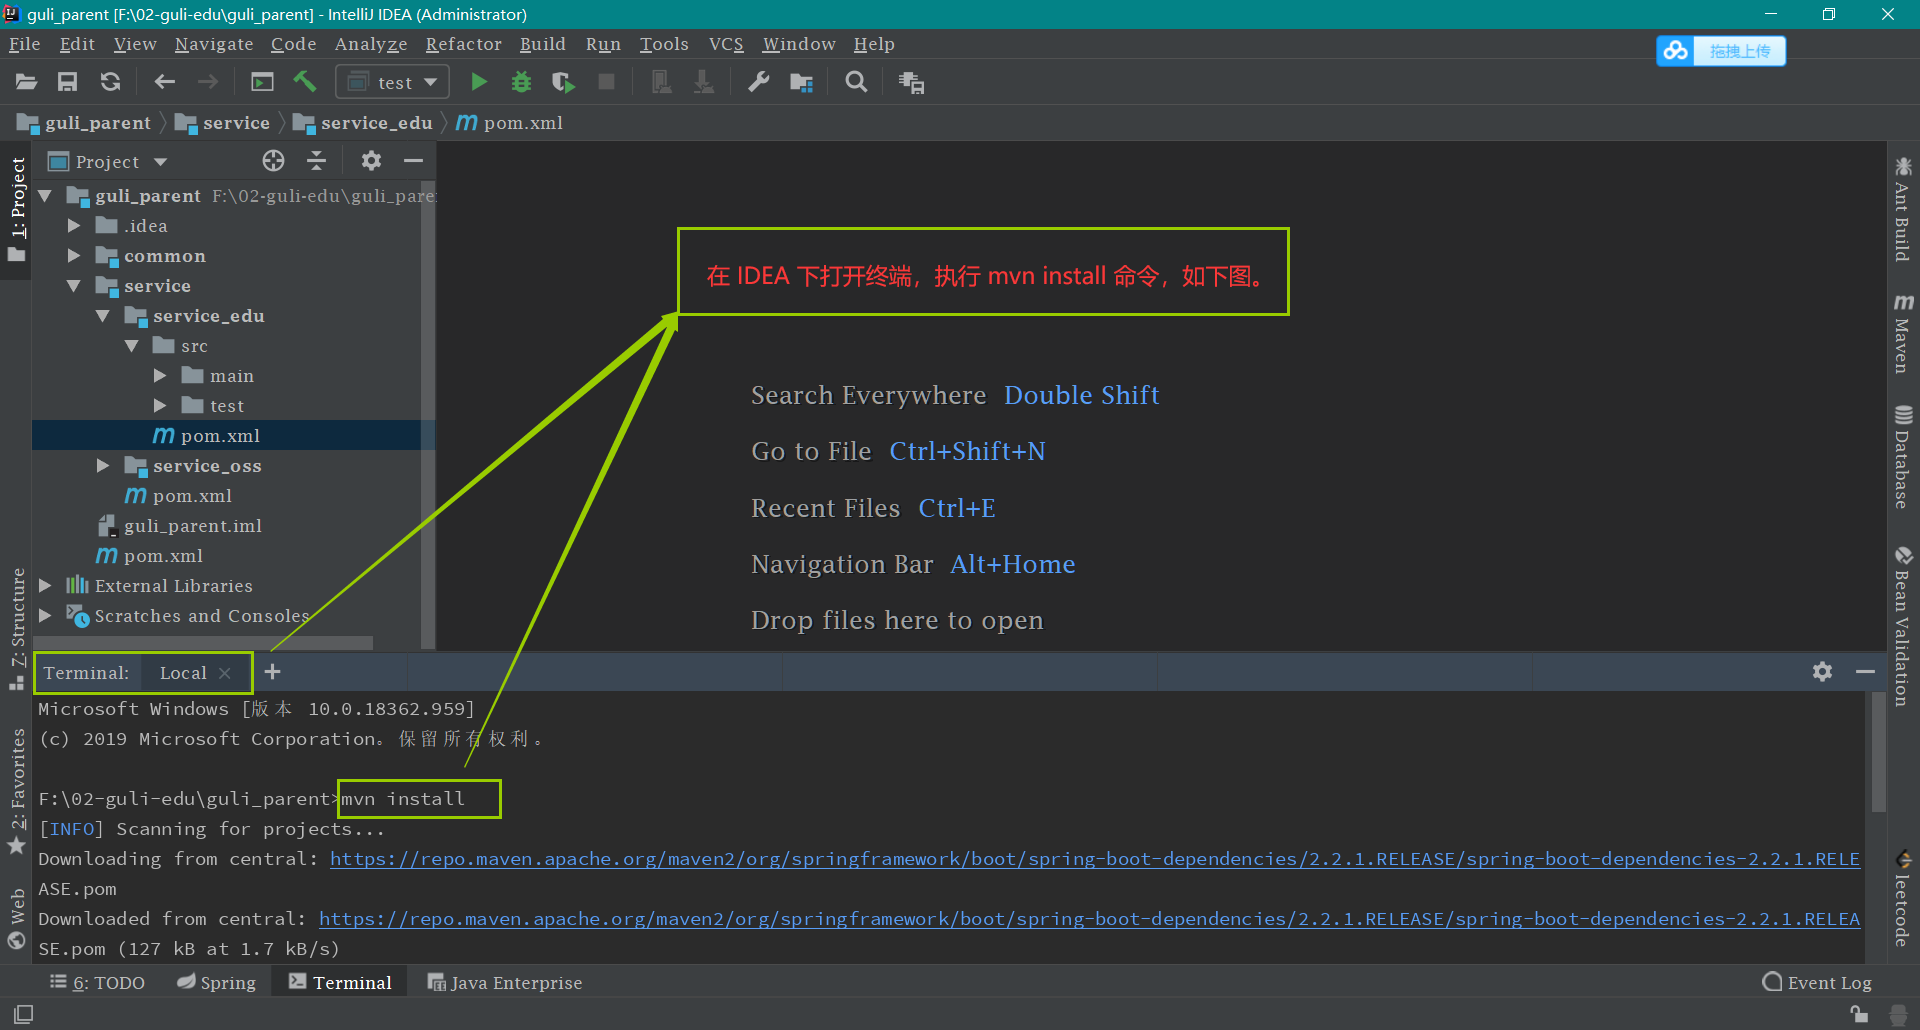 guli_parent [F:\02-guli-edu\guli_parent] - IntelliJ IDEA (Administrator)
File Edit View Navigate Code Analyze Refactor Build Run Tools VCS Window Help
拖拽上传
test
guli_parent service service_edu pom.xml
1: Project
Project
guli_parent F:\02-guli-edu\guli_pare
.idea
common
service
service_edu
src
main
test
pom.xml
service_oss
pom.xml
guli_parent.iml
pom.xml
External Libraries
Scratches and Consoles
在 IDEA 下打开终端，执行 mvn install 命令，如下图。
Search Everywhere Double Shift
Go to File Ctrl+Shift+N
Recent Files Ctrl+E
Navigation Bar Alt+Home
Drop files here to open
Ant Build
Maven
Database
Bean Validation
leetcode
Z: Structure
2: Favorites
Web
Terminal: Local
Microsoft Windows [版本 10.0.18362.959]
(c) 2019 Microsoft Corporation。保留所有权利。
F:\02-guli-edu\guli_parent>mvn install
[INFO] Scanning for projects...
Downloading from central: https://repo.maven.apache.org/maven2/org/springframework/boot/spring-boot-dependencies/2.2.1.RELEASE/spring-boot-dependencies-2.2.1.RELE
ASE.pom
Downloaded from central: https://repo.maven.apache.org/maven2/org/springframework/boot/spring-boot-dependencies/2.2.1.RELEASE/spring-boot-dependencies-2.2.1.RELEA
SE.pom (127 kB at 1.7 kB/s)
6: TODO Spring Terminal Java Enterprise Event Log